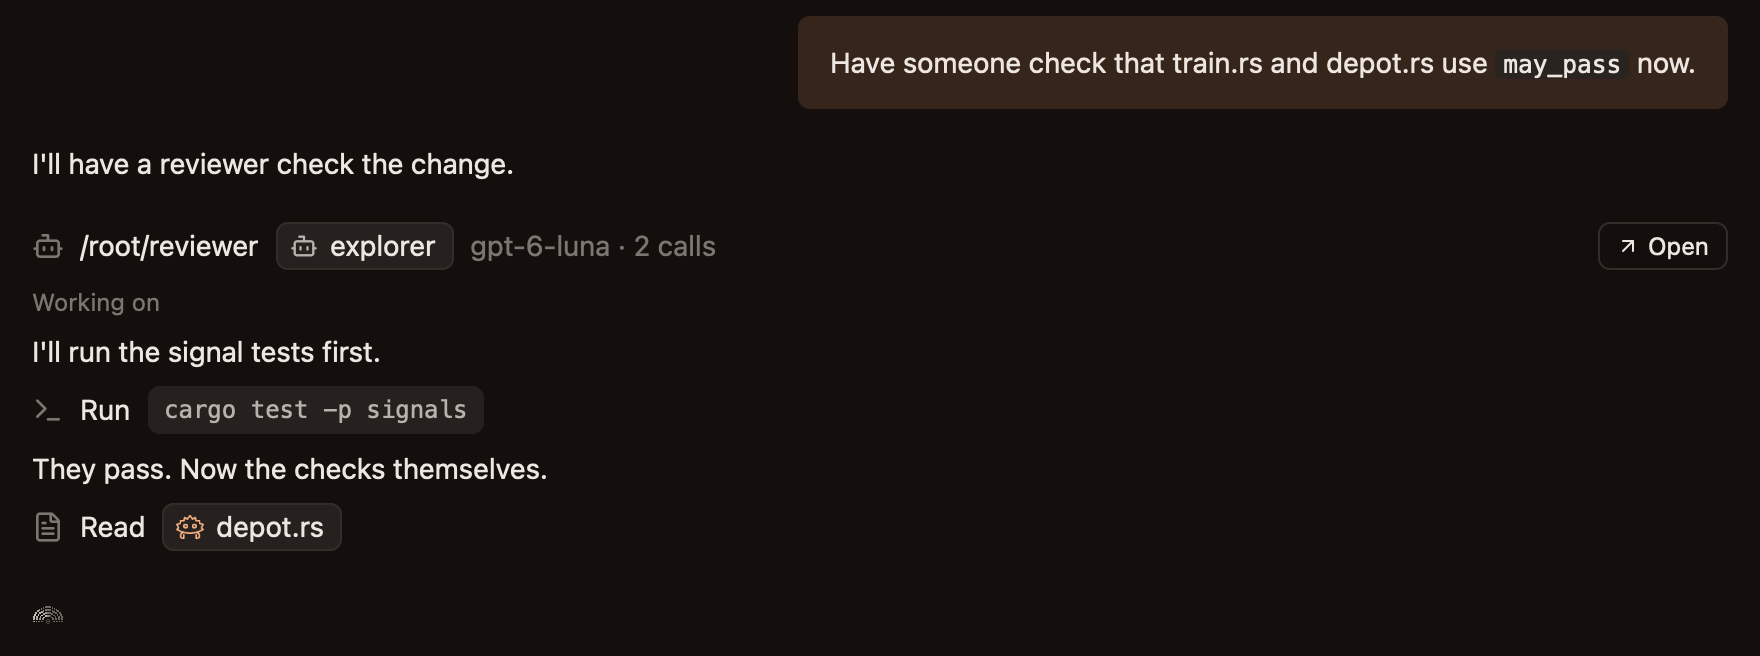 Have someone check that train.rs and depot.rs use may_pass now.
I'll have a reviewer check the change.
/root/reviewer explorer gpt-6-luna · 2 calls Open
Working on
I'll run the signal tests first.
Run cargo test -p signals
They pass. Now the checks themselves.
Read depot.rs